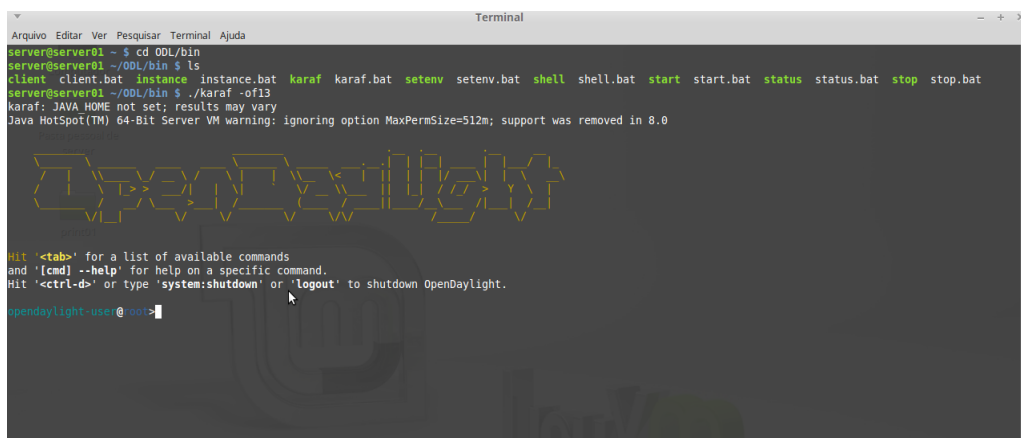 Terminal
Arquivo Editar Ver Pesquisar Terminal Ajuda
server@server01 ~ $ cd ODL/bin
server@server01 ~/ODL/bin $ ls
client client.bat instance instance.bat karaf karaf.bat setenv setenv.bat shell shell.bat start start.bat status status.bat stop stop.bat
server@server01 ~/ODL/bin $ ./karaf -of13
karaf: JAVA_HOME not set; results may vary
Java HotSpot(TM) 64-Bit Server VM warning: ignoring option MaxPermSize=512m; support was removed in 8.0
OpenDaylight
Hit '<tab>' for a list of available commands
and '[cmd] --help' for help on a specific command.
Hit '<ctrl-d>' or type 'system:shutdown' or 'logout' to shutdown OpenDaylight.
opendaylight-user@root>